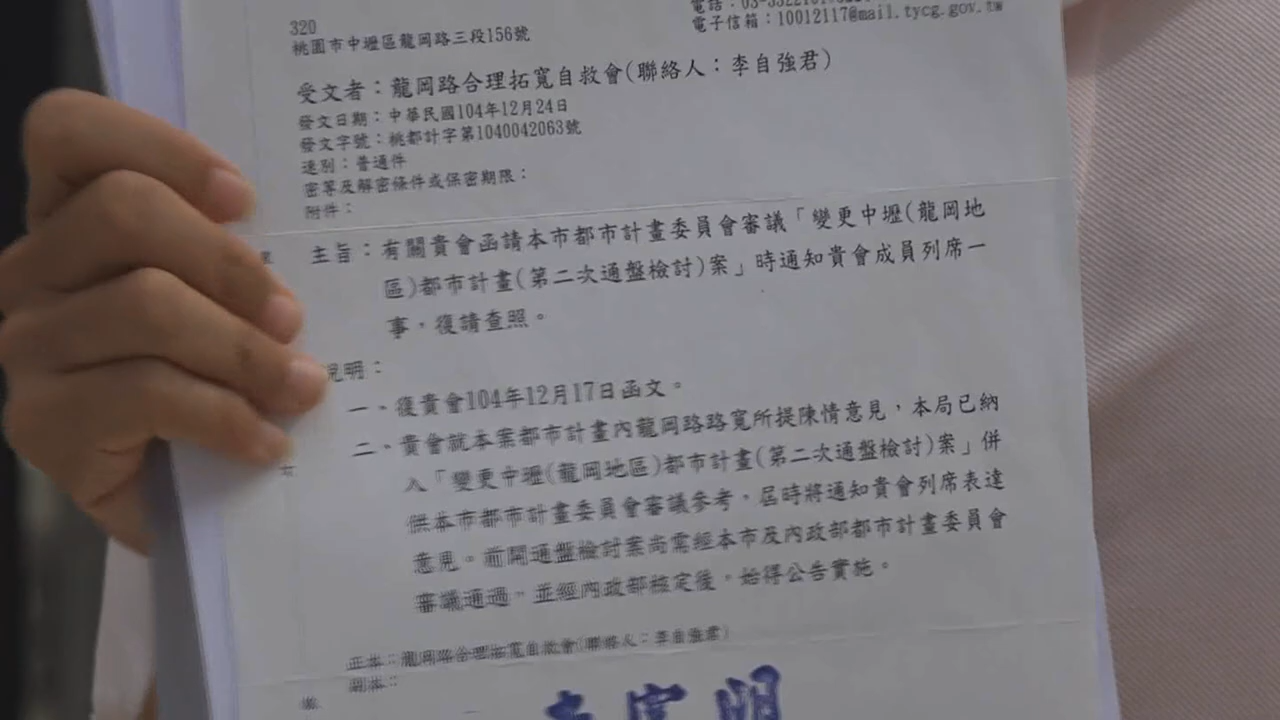 電子信箱：10012117@mail.tycg.gov.tw
320
桃園市中壢區龍岡路三段156號
受文者：龍岡路合理拓寬自救會(聯絡人：李自強君)
發文日期：中華民國104年12月24日
發文字號：桃都計字第1040042063號
速別：普通件
密等及解密條件或保密期限：
附件：
主旨：有關貴會函請本市都市計畫委員會審議「變更中壢(龍岡地
區)都市計畫(第二次通盤檢討)案」時通知貴會成員列席一
事，復請查照。
說明：
一、復貴會104年12月17日函文。
二、貴會就本案都市計畫內龍岡路路寬所提陳情意見，本局已納
入「變更中壢(龍岡地區)都市計畫(第二次通盤檢討)案」併
供本市都市計畫委員會審議參考，屆時將通知貴會列席表達
意見。前開通盤檢討案尚需經本市及內政部都市計畫委員會
審議通過，並經內政部核定後，始得公告實施。
正本：龍岡路合理拓寬自救會(聯絡人：李自強君)
副本：